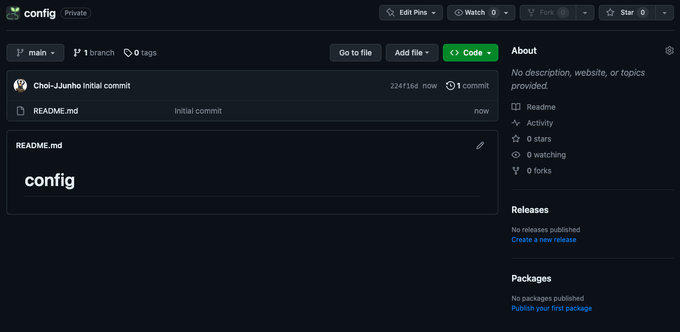 config Private Edit Pins Watch 0 Fork 0 Star 0
main 1 branch 0 tags Go to file Add file Code
Choi-JJunho Initial commit 224f16d now 1 commit
README.md Initial commit now
README.md
config
About
No description, website, or topics
provided.
Readme
Activity
0 stars
0 watching
0 forks
Releases
No releases published
Create a new release
Packages
No packages published
Publish your first package